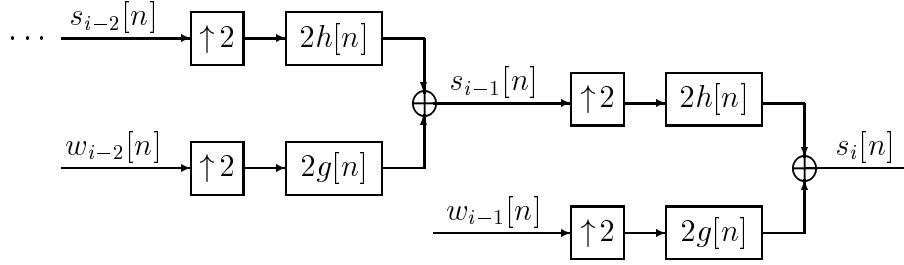 s_{i-2}[n]
⋯ ↑2 2h[n]
s_{i-1}[n]
↑2 2h[n]
w_{i-2}[n]
↑2 2g[n]
s_i[n]
w_{i-1}[n]
↑2 2g[n]